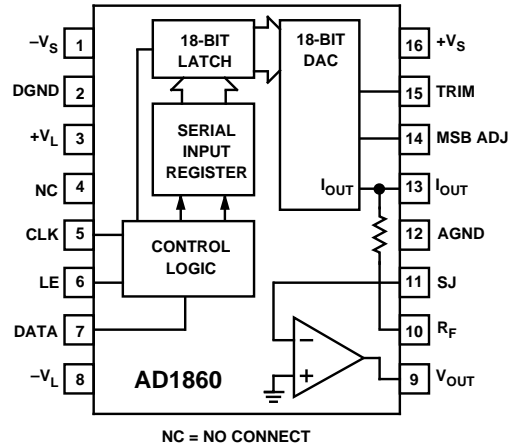 –VS 1
DGND 2
+VL 3
NC 4
CLK 5
LE 6
DATA 7
–VL 8
18-BIT
LATCH
SERIAL
INPUT
REGISTER
CONTROL
LOGIC
18-BIT
DAC
IOUT
–
+
AD1860
16 +VS
15 TRIM
14 MSB ADJ
13 IOUT
12 AGND
11 SJ
10 RF
9 VOUT
NC = NO CONNECT